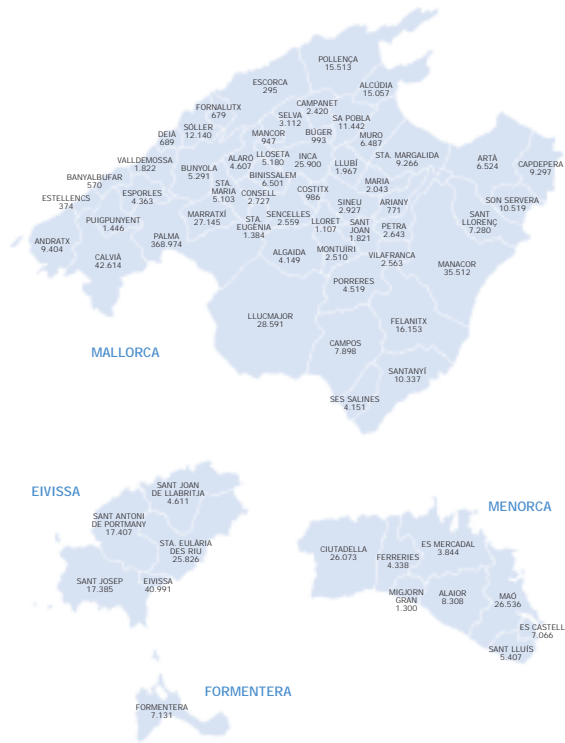 POLLENÇA
15.513
ESCORCA
295
ALCÚDIA
15.057
FORNALUTX
679
CAMPANET
2.420
SELVA
3.112
SA POBLA
11.442
SÓLLER
12.140
DEIÀ
689
MANCOR
947
BÚGER
993
MURO
6.487
VALLDEMOSSA
1.822
BUNYOLA
5.291
ALARÓ
4.607
LLOSETA
5.180
INCA
25.900
LLUBÍ
1.967
STA. MARGALIDA
9.266
ARTÀ
6.524
CAPDEPERA
9.297
BANYALBUFAR
570
BINISSALEM
6.501
MARIA
2.043
ESTELLENCS
374
ESPORLES
4.363
STA.
MARIA
5.103
CONSELL
2.727
COSTITX
986
SINEU
2.927
ARIANY
771
SON SERVERA
10.519
PUIGPUNYENT
1.446
MARRATXÍ
27.145
STA.
EUGÈNIA
1.384
SENCELLES
2.559
LLORET
1.107
SANT
JOAN
1.821
PETRA
2.643
SANT
LLORENÇ
7.280
ANDRATX
9.404
PALMA
368.974
CALVIÀ
42.614
ALGAIDA
4.149
MONTUÏRI
2.510
VILAFRANCA
2.563
MANACOR
35.512
PORRERES
4.519
LLUCMAJOR
28.591
FELANITX
16.153
CAMPOS
7.898
MALLORCA
SANTANYÍ
10.337
SES SALINES
4.151
EIVISSA
SANT JOAN
DE LLABRITJA
4.611
SANT ANTONI
DE PORTMANY
17.407
STA. EULÀRIA
DES RIU
25.826
SANT JOSEP
17.385
EIVISSA
40.991
MENORCA
CIUTADELLA
26.073
FERRERIES
4.338
ES MERCADAL
3.844
MIGJORN
GRAN
1.300
ALAIOR
8.308
MAÓ
26.536
ES CASTELL
7.066
SANT LLUÍS
5.407
FORMENTERA
FORMENTERA
7.131